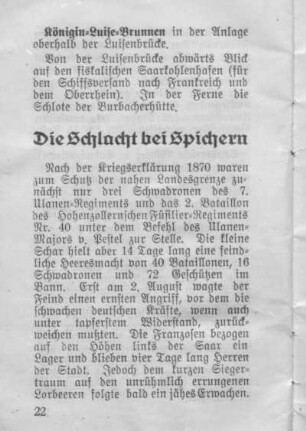 Königin-Luise-Brunnen in der Anlage
oberhalb der Luisenbrücke.
Von der Luisenbrücke abwärts Blick
auf den fiskalischen Saarkohlenhafen (für
den Schiffsversand nach Frankreich und
dem Oberrhein). In der Ferne die
Schlote der Burbacherhütte.
Die Schlacht bei Spichern
Nach der Kriegserklärung 1870 waren
zum Schutz der nahen Landesgrenze zu-
nächst nur drei Schwadronen des 7.
Ulanen-Regiments und das 2. Bataillon
des Hohenzollernschen Füsilier-Regiments
Nr. 40 unter dem Befehl des Ulanen-
Majors v. Pestel zur Stelle. Die kleine
Schar hielt aber 14 Tage lang eine feind-
liche Heeresmacht von 40 Bataillonen, 16
Schwadronen und 72 Geschützen im
Bann. Erst am 2. August wagte der
Feind einen ernsten Angriff, vor dem
die schwachen deutschen Kräfte, wenn auch
unter tapferstem Widerstand, zurück-
weichen mußten. Die Franzosen bezogen
auf den Höhen links der Saar ein
Lager und blieben vier Tage lang Herren
der Stadt. Jedoch dem kurzen Sieger-
traum auf den unrühmlich errungenen
Lorbeeren folgte bald ein jähes Erwachen.
22